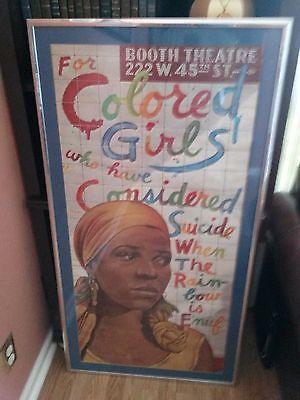 BOOTH THEATRE
222 W. 45TH ST.
For
Colored
Girls
who have
Considered
Suicide
When
The
Rain-
bow
is
Enuf